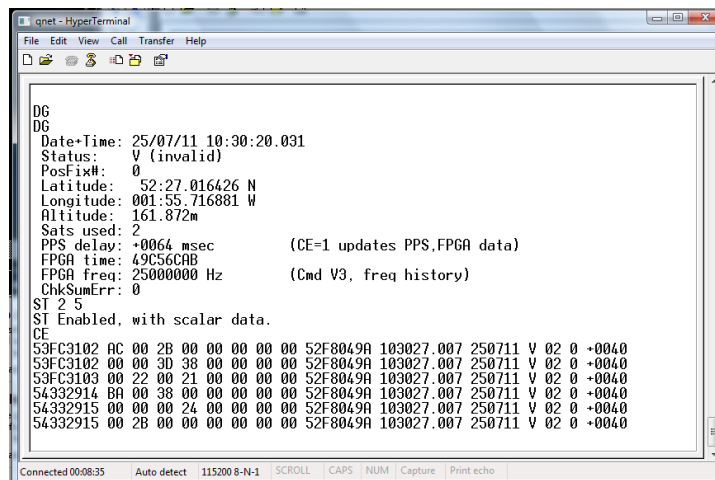 qnet - HyperTerminal
File Edit View Call Transfer Help
DG
DG
Date+Time: 25/07/11 10:30:20.031
Status: V (invalid)
PosFix#: 0
Latitude: 52:27.016426 N
Longitude: 001:55.716881 W
Altitude: 161.872m
Sats used: 2
PPS delay: +0064 msec (CE=1 updates PPS,FPGA data)
FPGA time: 49C56CAB
FPGA freq: 25000000 Hz (Cmd V3, freq history)
ChkSumErr: 0
ST 2 5
ST Enabled, with scalar data.
CE
53FC3102 AC 00 2B 00 00 00 00 00 52F8049A 103027.007 250711 V 02 0 +0040
53FC3102 00 00 3D 38 00 00 00 00 52F8049A 103027.007 250711 V 02 0 +0040
53FC3103 00 22 00 21 00 00 00 00 52F8049A 103027.007 250711 V 02 0 +0040
54332914 BA 00 38 00 00 00 00 00 52F8049A 103027.007 250711 V 02 0 +0040
54332915 00 00 00 24 00 00 00 00 52F8049A 103027.007 250711 V 02 0 +0040
54332915 00 2B 00 00 00 00 00 00 52F8049A 103027.007 250711 V 02 0 +0040
Connected 00:08:35 Auto detect 115200 8-N-1 SCROLL CAPS NUM Capture Print echo